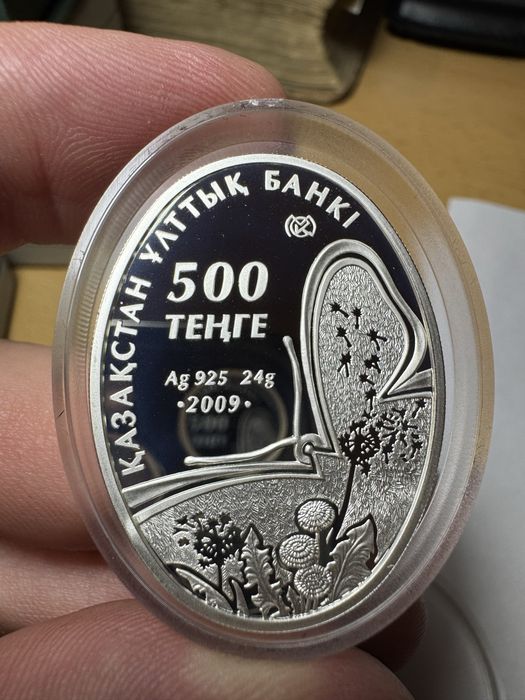 ҚАЗАҚСТАН ҰЛТТЫҚ БАНКІ
500
ТЕҢГЕ
Ag 925 24g
·2009·